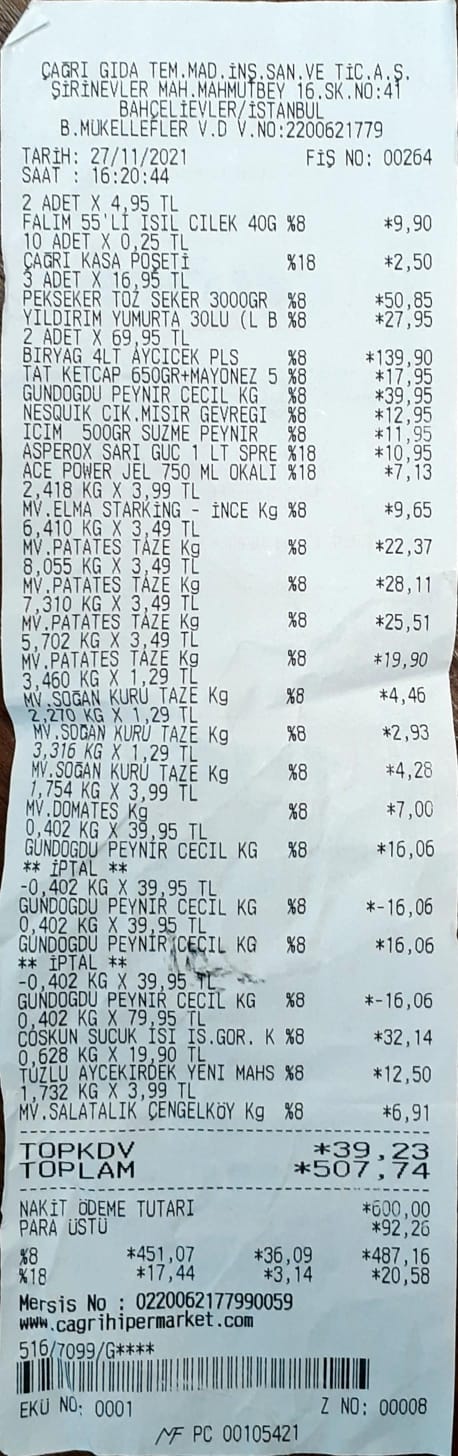 ÇAĞRI GIDA TEM.MAD.İNŞ.SAN.VE TİC.A.Ş.
ŞİRİNEVLER MAH.MAHMUTBEY 16.SK.NO:41
BAHÇELİEVLER/İSTANBUL
B.MÜKELLEFLER V.D V.NO:2200621779
TARİH: 27/11/2021 FİŞ NO: 00264
SAAT : 16:20:44
2 ADET X 4,95 TL
FALIM 55'Lİ ISIL CILEK 40G %8 *9,90
10 ADET X 0,25 TL
ÇAĞRI KASA POŞETİ %18 *2,50
3 ADET X 16,95 TL
PEKSEKER TOZ SEKER 3000GR %8 *50,85
YILDIRIM YUMURTA 30LU (L B %8 *27,95
2 ADET X 69,95 TL
BIRYAG 4LT AYCICEK PLS %8 *139,90
TAT KETCAP 650GR+MAYONEZ 5 %8 *17,95
GUNDOGDU PEYNIR CECIL KG %8 *39,95
NESQUIK CIK.MISIR GEVREGI %8 *12,95
ICIM 500GR SUZME PEYNIR %8 *11,95
ASPEROX SARI GUC 1 LT SPRE %18 *10,95
ACE POWER JEL 750 ML OKALI %18 *7,13
2,418 KG X 3,99 TL
MV.ELMA STARKİNG - İNCE Kg %8 *9,65
6,410 KG X 3,49 TL
MV.PATATES TAZE Kg %8 *22,37
8,055 KG X 3,49 TL
MV.PATATES TAZE Kg %8 *28,11
7,310 KG X 3,49 TL
MV.PATATES TAZE Kg %8 *25,51
5,702 KG X 3,49 TL
MV.PATATES TAZE Kg %8 *19,90
3,460 KG X 1,29 TL
MV.SOĞAN KURU TAZE Kg %8 *4,46
2,270 KG X 1,29 TL
MV.SOĞAN KURU TAZE Kg %8 *2,93
3,316 KG X 1,29 TL
MV.SOĞAN KURU TAZE Kg %8 *4,28
1,754 KG X 3,99 TL
MV.DOMATES Kg %8 *7,00
0,402 KG X 39,95 TL
GUNDOGDU PEYNIR CECIL KG %8 *16,06
** İPTAL **
-0,402 KG X 39,95 TL
GUNDOGDU PEYNIR CECIL KG %8 *-16,06
0,402 KG X 39,95 TL
GUNDOGDU PEYNIR CECIL KG %8 *16,06
** İPTAL **
-0,402 KG X 39,95 TL
GUNDOGDU PEYNIR CECIL KG %8 *-16,06
0,402 KG X 79,95 TL
COSKUN SUCUK ISI IS.GOR. K %8 *32,14
0,628 KG X 19,90 TL
TUZLU AYCEKIRDEK YENI MAHS %8 *12,50
1,732 KG X 3,99 TL
MV.SALATALIK ÇENGELKÖY Kg %8 *6,91
TOPKDV *39,23
TOPLAM *507,74
NAKİT ÖDEME TUTARI *600,00
PARA ÜSTÜ *92,26
%8 *451,07 *36,09 *487,16
%18 *17,44 *3,14 *20,58
Mersis No : 0220062177990059
www.cagrihipermarket.com
516/7099/G****
EKÜ NO: 0001 Z NO: 00008
MF PC 00105421